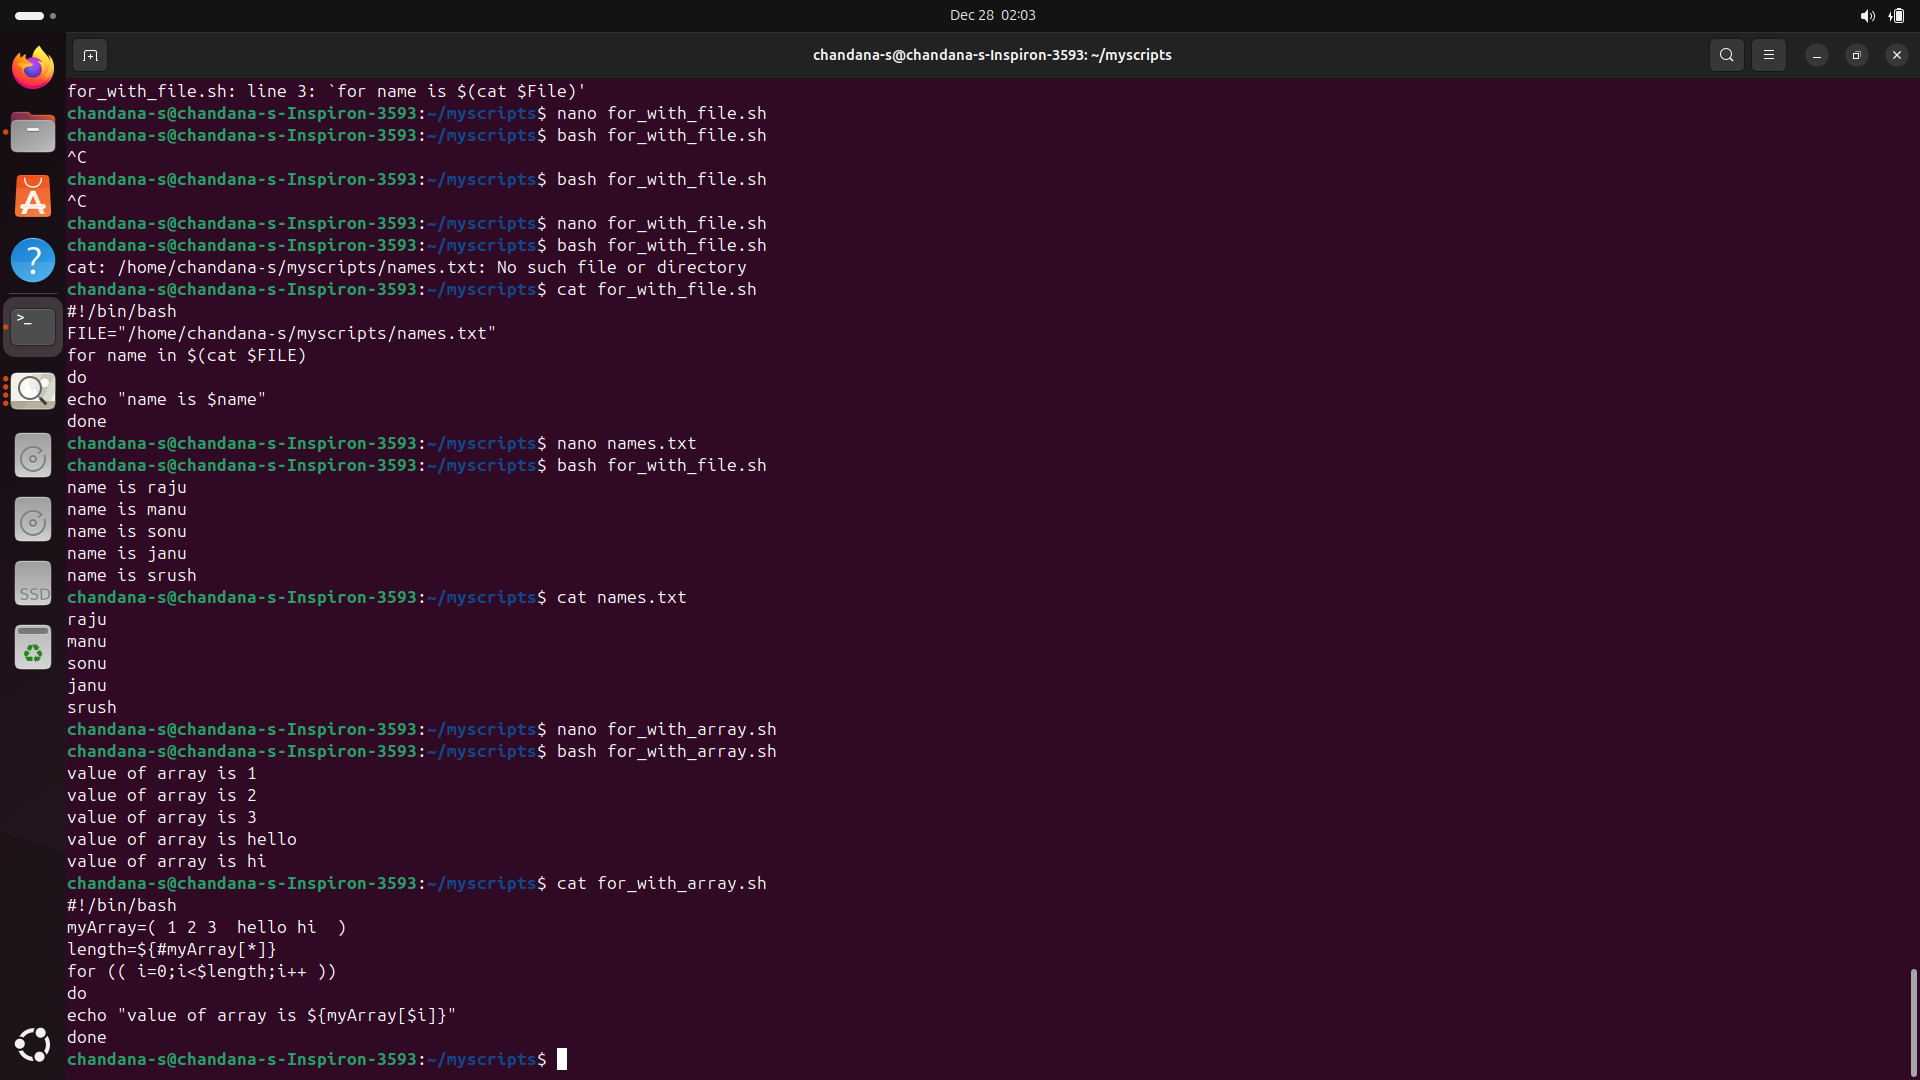 Dec 28 02:03
chandana-s@chandana-s-Inspiron-3593: ~/myscripts
for_with_file.sh: line 3: `for name is $(cat $File)'
chandana-s@chandana-s-Inspiron-3593:~/myscripts$ nano for_with_file.sh
chandana-s@chandana-s-Inspiron-3593:~/myscripts$ bash for_with_file.sh
^C
chandana-s@chandana-s-Inspiron-3593:~/myscripts$ bash for_with_file.sh
^C
chandana-s@chandana-s-Inspiron-3593:~/myscripts$ nano for_with_file.sh
chandana-s@chandana-s-Inspiron-3593:~/myscripts$ bash for_with_file.sh
cat: /home/chandana-s/myscripts/names.txt: No such file or directory
chandana-s@chandana-s-Inspiron-3593:~/myscripts$ cat for_with_file.sh
#!/bin/bash
FILE="/home/chandana-s/myscripts/names.txt"
for name in $(cat $FILE)
do
echo "name is $name"
done
chandana-s@chandana-s-Inspiron-3593:~/myscripts$ nano names.txt
chandana-s@chandana-s-Inspiron-3593:~/myscripts$ bash for_with_file.sh
name is raju
name is manu
name is sonu
name is janu
name is srush
chandana-s@chandana-s-Inspiron-3593:~/myscripts$ cat names.txt
raju
manu
sonu
janu
srush
chandana-s@chandana-s-Inspiron-3593:~/myscripts$ nano for_with_array.sh
chandana-s@chandana-s-Inspiron-3593:~/myscripts$ bash for_with_array.sh
value of array is 1
value of array is 2
value of array is 3
value of array is hello
value of array is hi
chandana-s@chandana-s-Inspiron-3593:~/myscripts$ cat for_with_array.sh
#!/bin/bash
myArray=( 1 2 3  hello hi  )
length=${#myArray[*]}
for (( i=0;i<$length;i++ ))
do
echo "value of array is ${myArray[$i]}"
done
chandana-s@chandana-s-Inspiron-3593:~/myscripts$
SSD